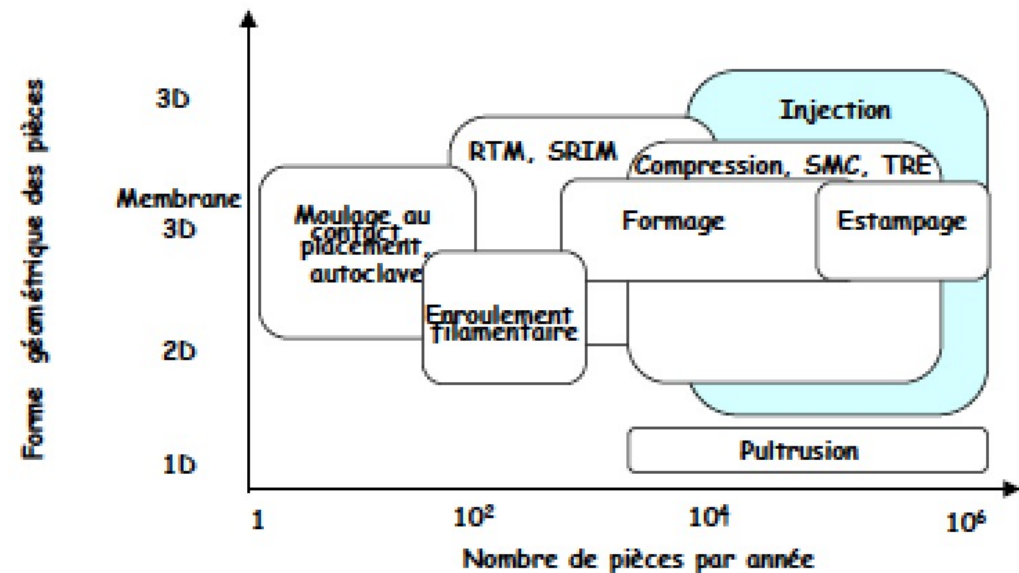 Forme géométrique des pièces
3D
Membrane
3D
2D
1D
Injection
RTM, SRIM
Compression, SMC, TRE
Moulage au
contact,
placement,
autoclave
Formage
Estampage
Enroulement
filamentaire
Pultrusion
1
10²
10⁴
10⁶
Nombre de pièces par année